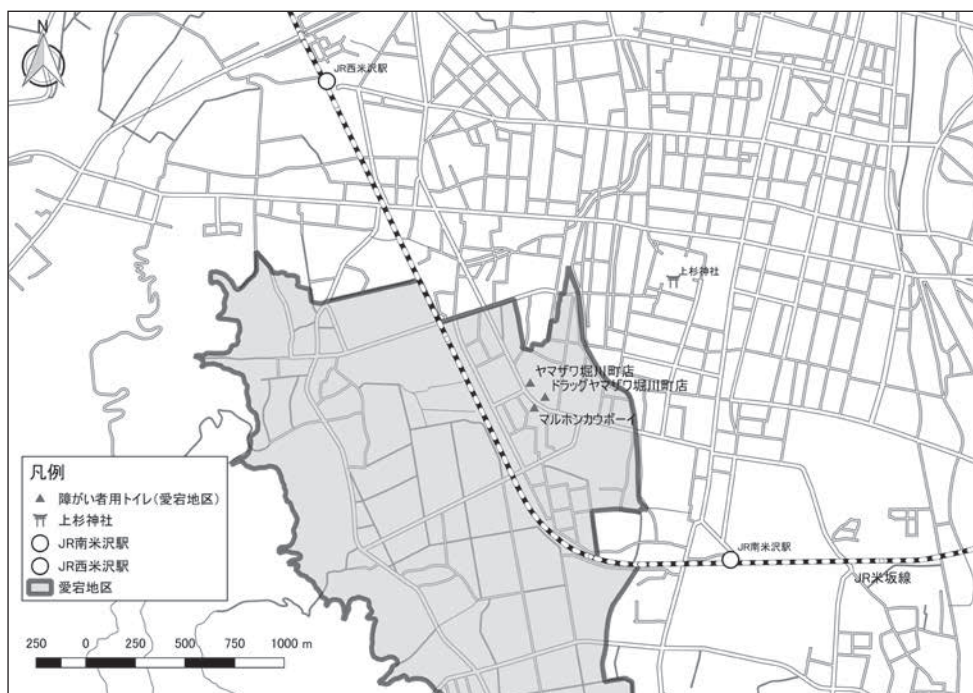 N
JR西米沢駅
上杉神社
ヤマザワ堀川町店
ドラッグヤマザワ堀川町店
マルホンカウボーイ
JR南米沢駅
JR米坂線
凡例
障がい者用トイレ(愛宕地区)
上杉神社
JR南米沢駅
JR西米沢駅
愛宕地区
250 0 250 500 750 1000 m